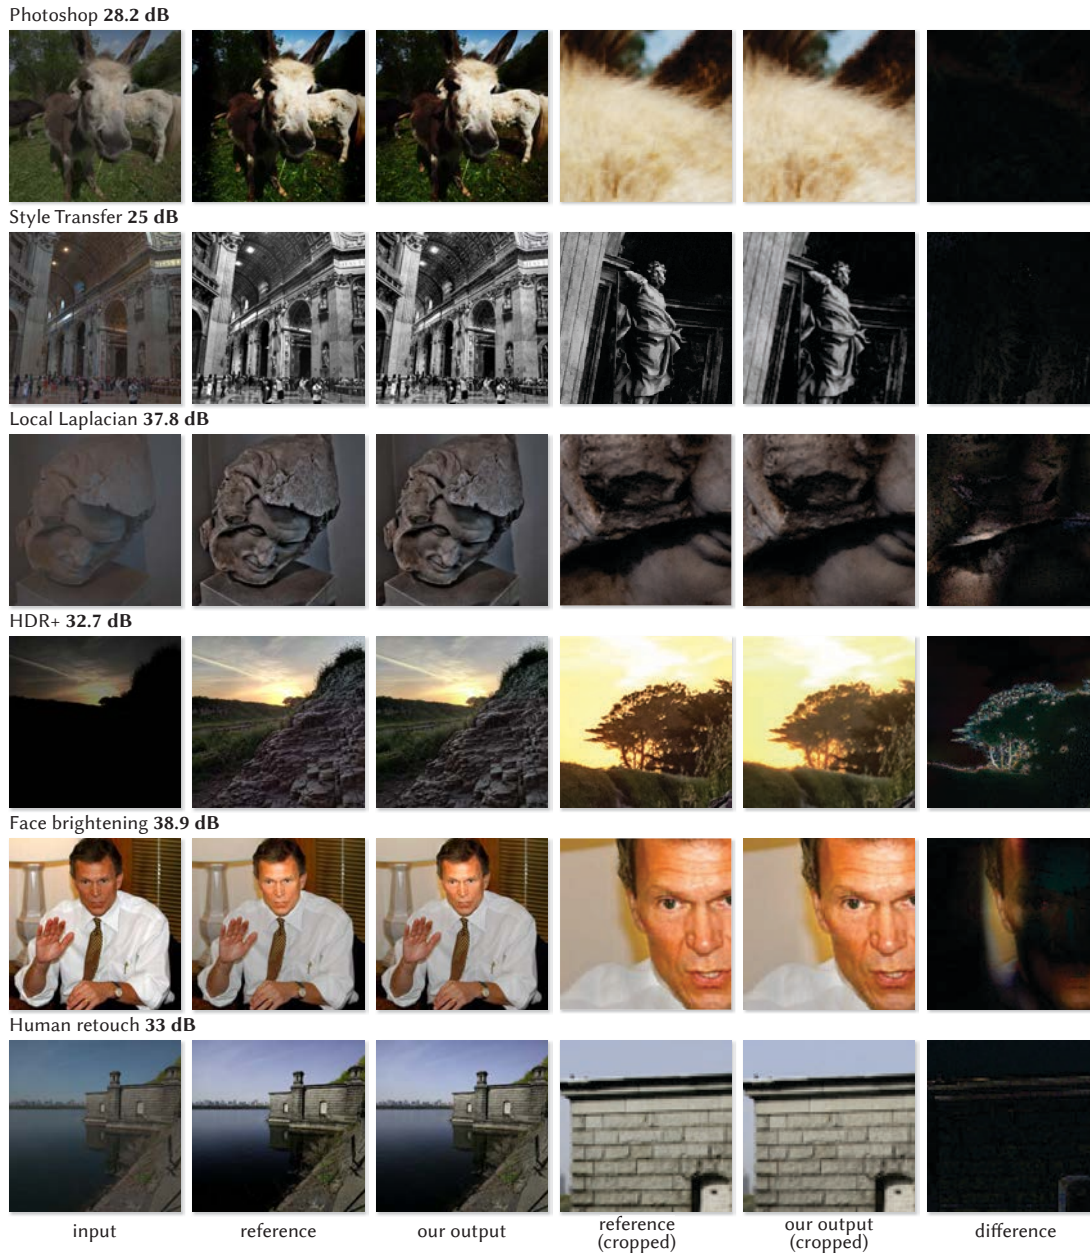 Photoshop 28.2 dB
Style Transfer 25 dB
Local Laplacian 37.8 dB
HDR+ 32.7 dB
Face brightening 38.9 dB
Human retouch 33 dB
input
reference
our output
reference
(cropped)
our output
(cropped)
difference